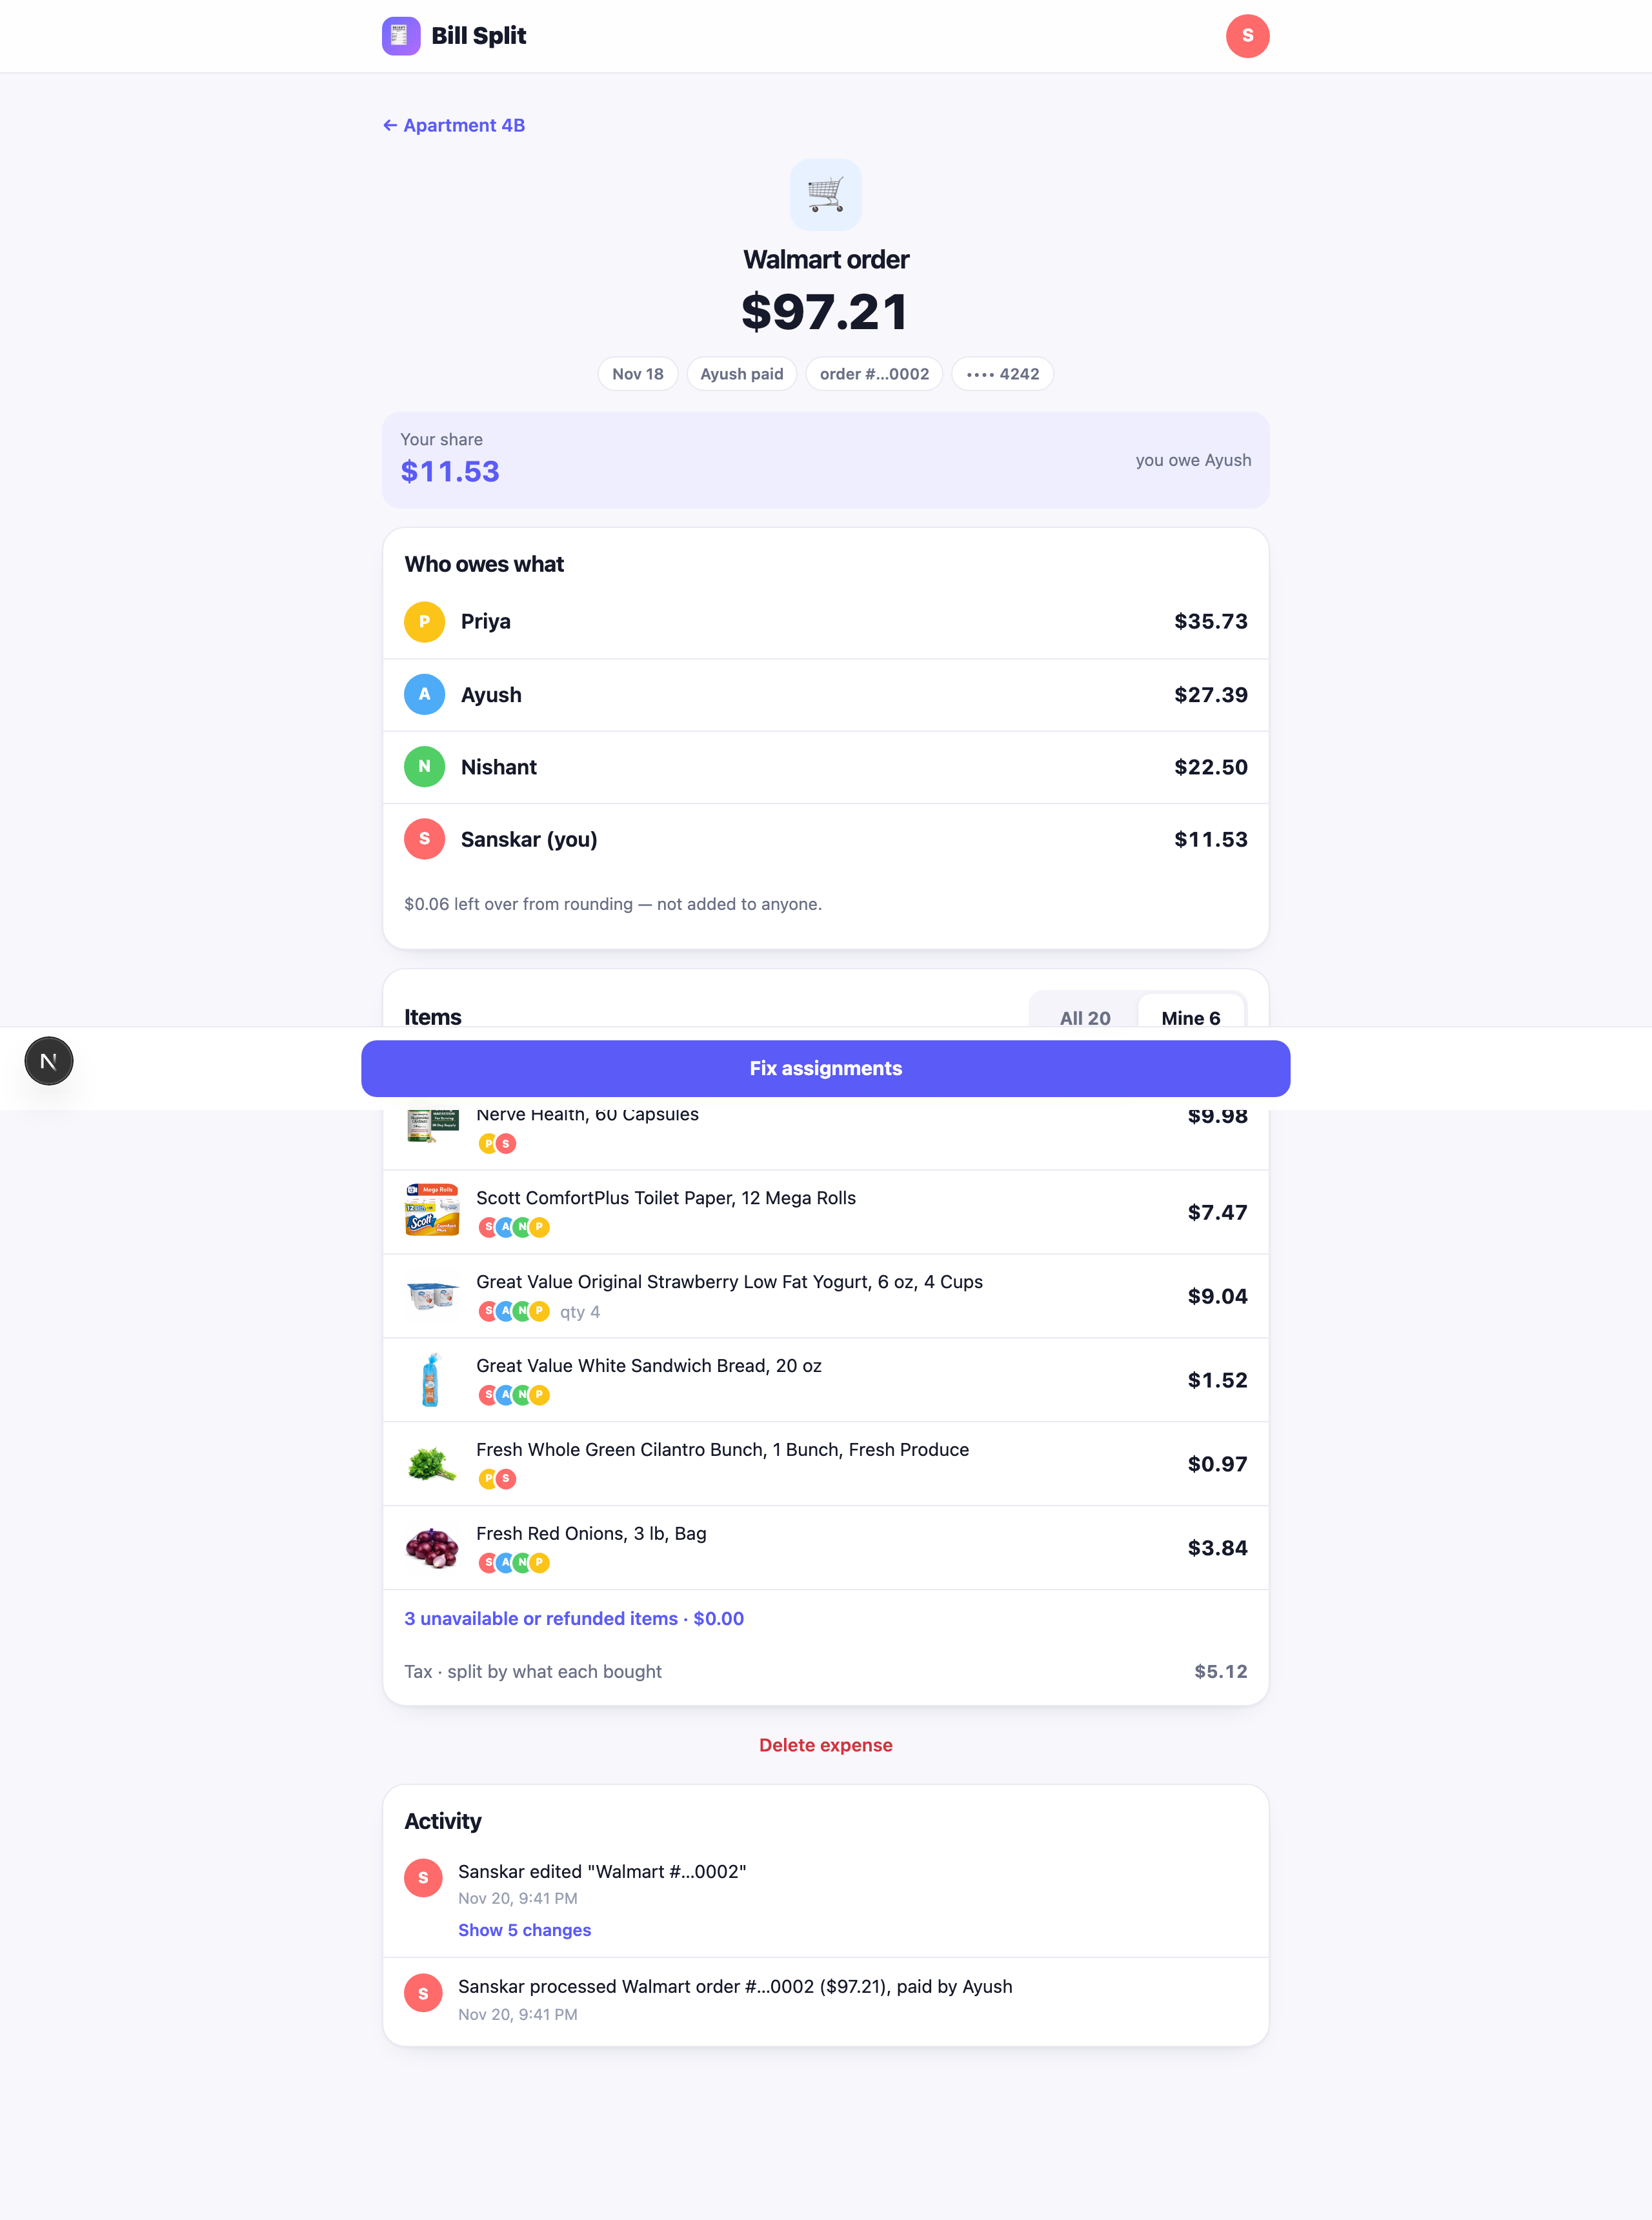 Bill Split
S
← Apartment 4B
Walmart order
$97.21
Nov 18
Ayush paid
order #...0002
•••• 4242
Your share
$11.53
you owe Ayush
Who owes what
P Priya $35.73
A Ayush $27.39
N Nishant $22.50
S Sanskar (you) $11.53
$0.06 left over from rounding — not added to anyone.
Items All 20 Mine 6
N
Fix assignments
Nerve Health, 60 Capsules $9.98
P S
Mega Rolls
12
Scott
Scott ComfortPlus Toilet Paper, 12 Mega Rolls $7.47
S A N P
Great Value Original Strawberry Low Fat Yogurt, 6 oz, 4 Cups $9.04
S A N P qty 4
Great Value White Sandwich Bread, 20 oz $1.52
S A N P
Fresh Whole Green Cilantro Bunch, 1 Bunch, Fresh Produce $0.97
P S
Fresh Red Onions, 3 lb, Bag $3.84
S A N P
3 unavailable or refunded items · $0.00
Tax · split by what each bought $5.12
Delete expense
Activity
S Sanskar edited "Walmart #...0002"
Nov 20, 9:41 PM
Show 5 changes
S Sanskar processed Walmart order #...0002 ($97.21), paid by Ayush
Nov 20, 9:41 PM